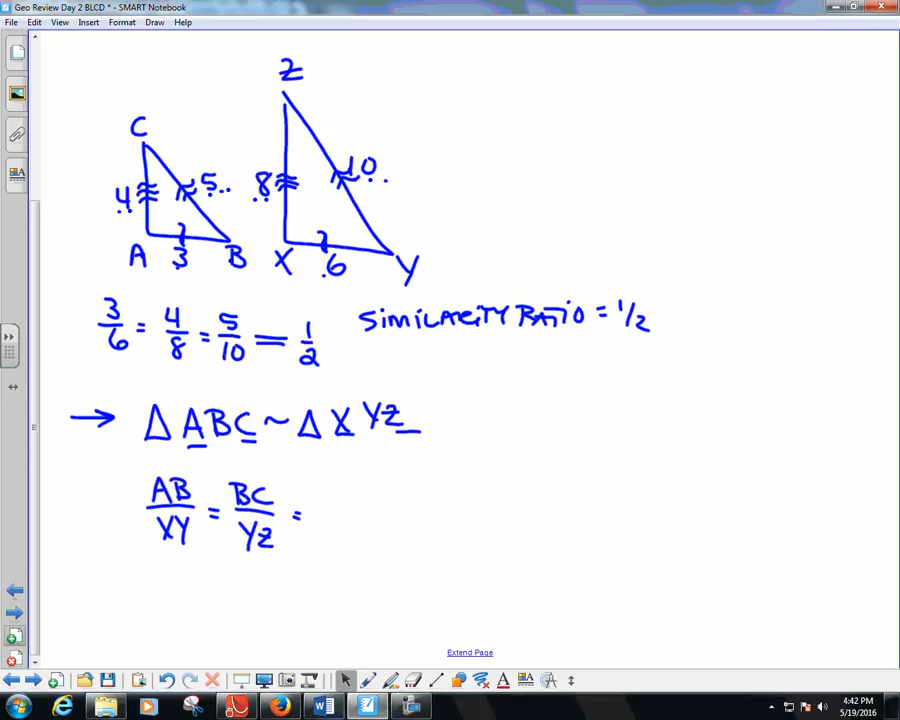 Geo Review Day 2 BLCD * - SMART Notebook
File Edit View Insert Format Draw Help
Z
C
4 5
8 10
A 3 B X 6 Y
3/6 = 4/8 = 5/10 = 1/2 SIMILARITY RATIO = 1/2
→ Δ ABC ~ Δ XYZ
AB/XY = BC/YZ =
Extend Page
4:42 PM
5/19/2016